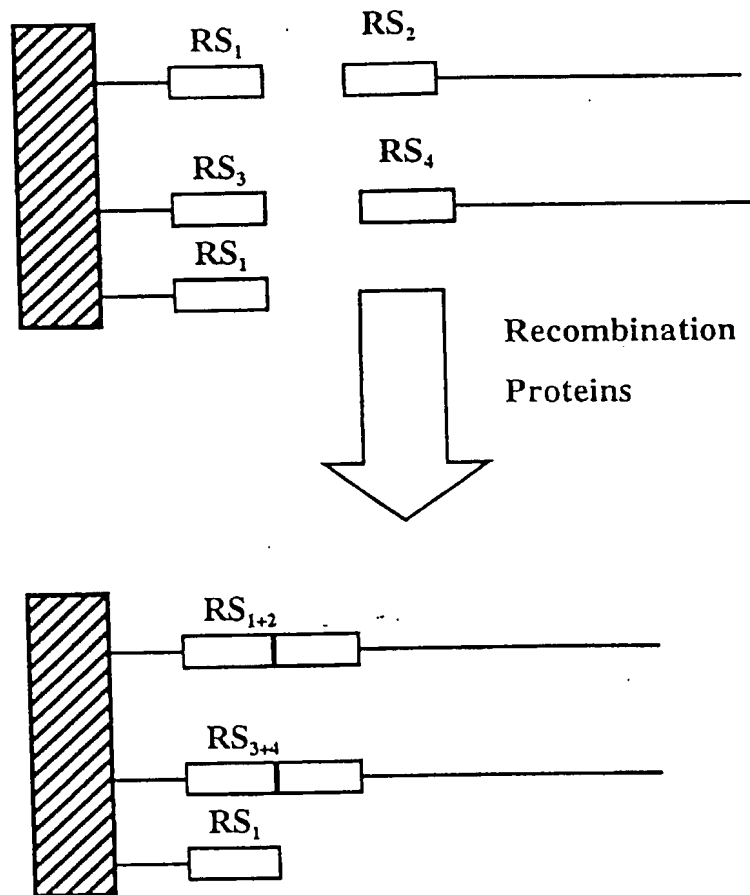 RS₁ RS₂
RS₃ RS₄
RS₁
Recombination
Proteins
RS₁₊₂
RS₃₊₄
RS₁